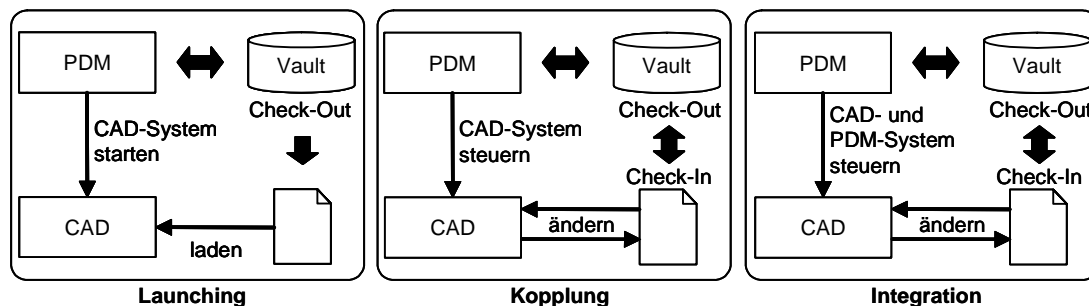 PDM
Vault
Check-Out
CAD-System
starten
CAD
laden
Launching
PDM
Vault
Check-Out
CAD-System
steuern
Check-In
CAD
ändern
Kopplung
PDM
Vault
Check-Out
CAD- und
PDM-System
steuern
Check-In
CAD
ändern
Integration